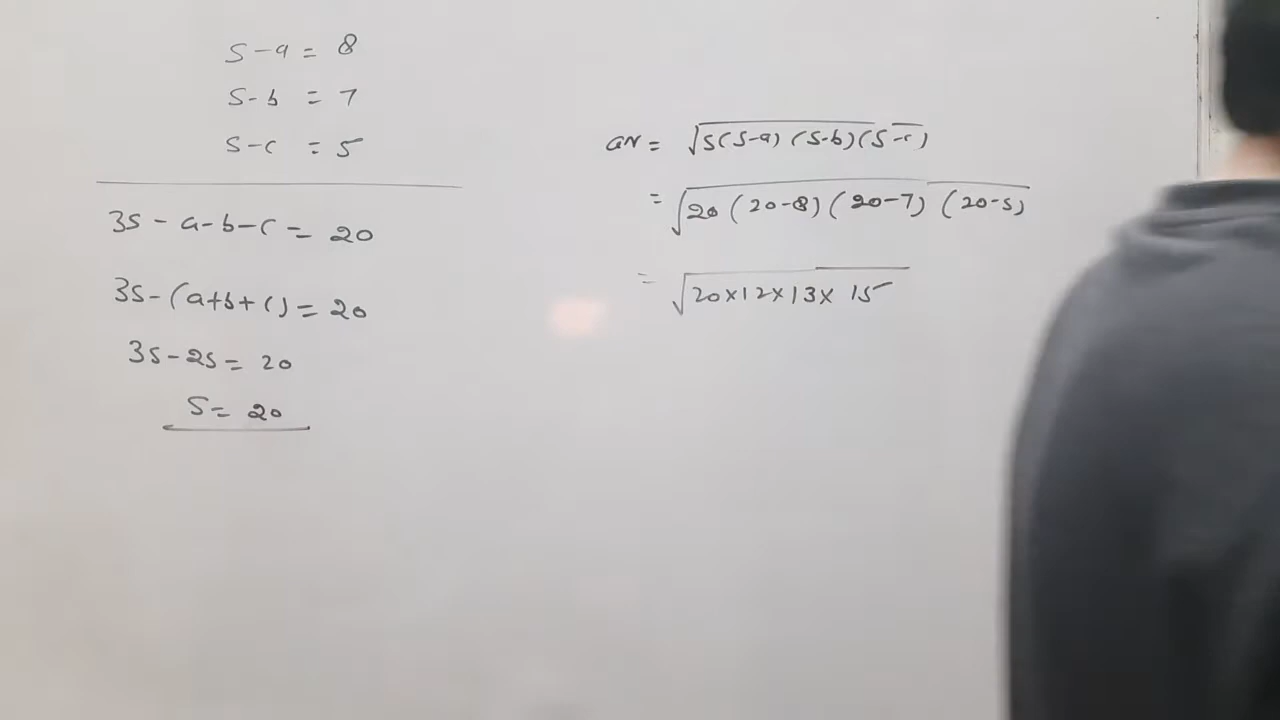 S-a = 8
S-b = 7
S-c = 5
3S - a-b-c = 20
3S-(a+b+c) = 20
3S-2S = 20
S = 20
ar = √S(S-a)(S-b)(S-c)
= √20(20-8)(20-7)(20-5)
= √20×12×13×15